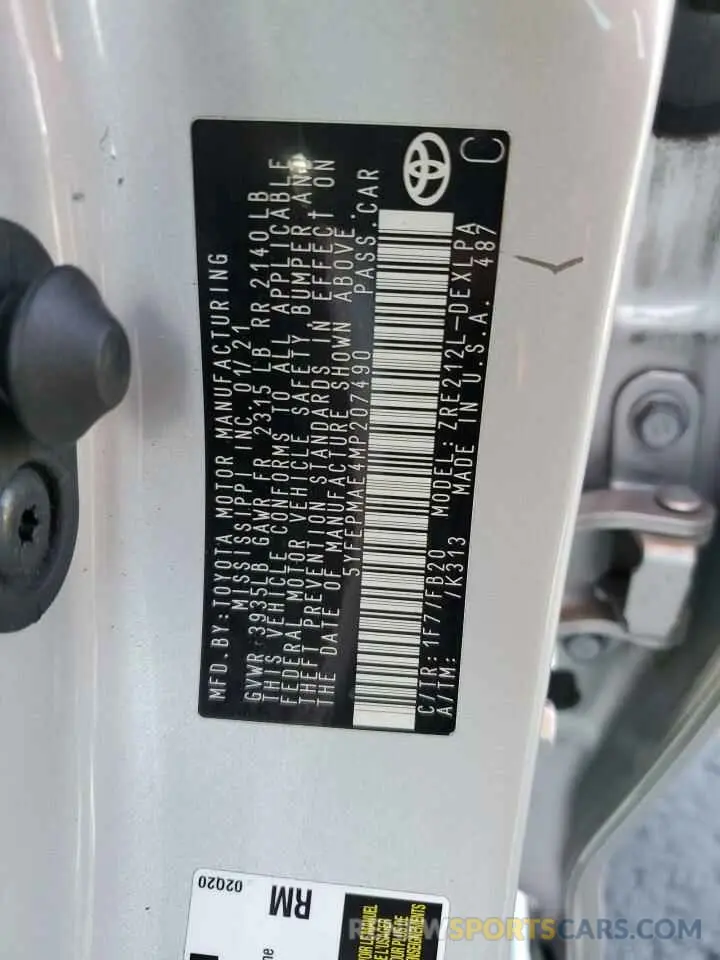 MFD. BY: TOYOTA MOTOR MANUFACTURING
MISSISSIPPI INC. 01/21
GVWR 3935LB GAWR FR 2315 LB RR 2140LB
THIS VEHICLE CONFORMS TO ALL APPLICABLE
FEDERAL MOTOR VEHICLE SAFETY BUMPER AND
THEFT PREVENTION STANDARDS IN EFFECT ON
THE DATE OF MANUFACTURE SHOWN ABOVE.
5YFEPMAE4MP207490 PASS. CAR
C/TR: 1F7/FB20 MODEL: ZRE212L-DEXLPA
A/TM: /K313 MADE IN U.S.A. 487
C
02Q20
RM
REVIEWSPORTSCARS.COM